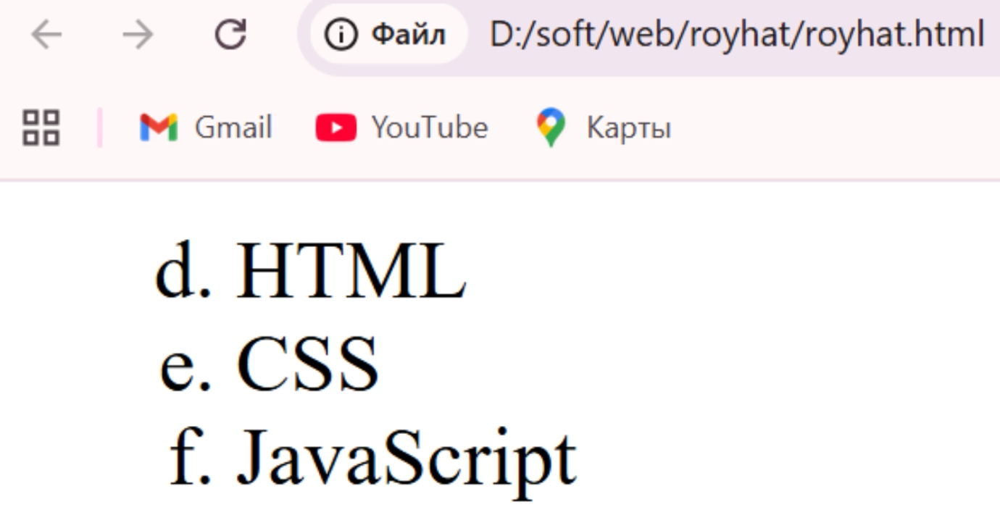 Файл D:/soft/web/royhat/royhat.html
Gmail YouTube Карты
d. HTML
e. CSS
f. JavaScript